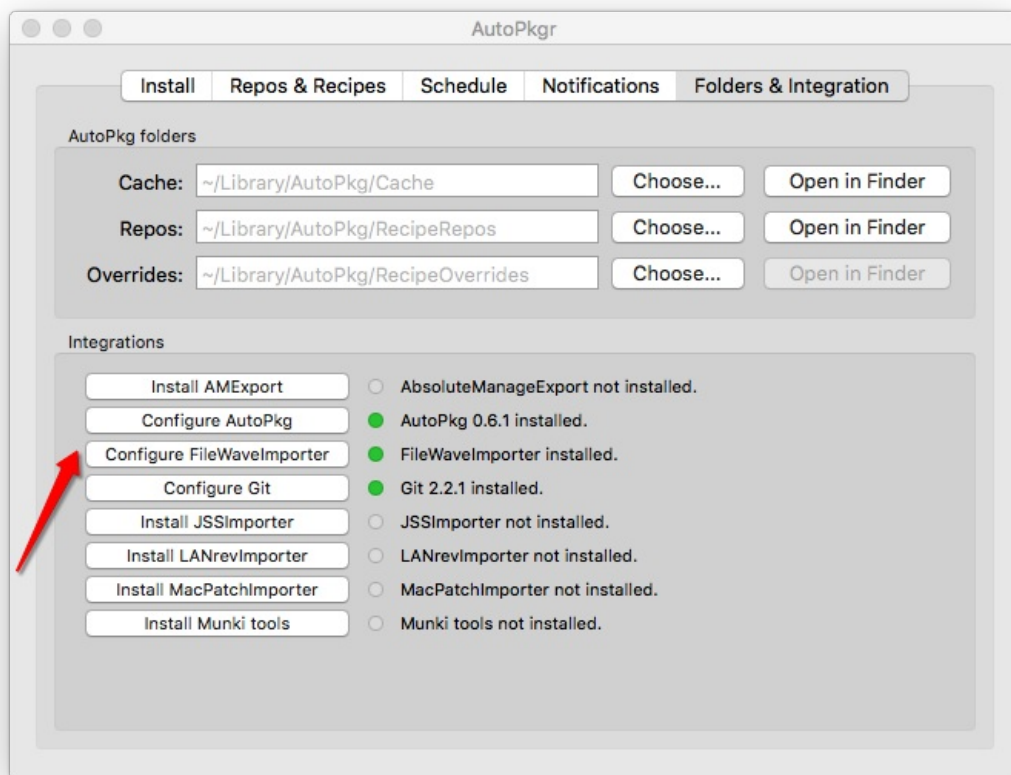 AutoPkgr
Install Repos & Recipes Schedule Notifications Folders & Integration
AutoPkg folders
Cache: ~/Library/AutoPkg/Cache Choose... Open in Finder
Repos: ~/Library/AutoPkg/RecipeRepos Choose... Open in Finder
Overrides: ~/Library/AutoPkg/RecipeOverrides Choose... Open in Finder
Integrations
Install AMExport AbsoluteManageExport not installed.
Configure AutoPkg AutoPkg 0.6.1 installed.
Configure FileWaveImporter FileWaveImporter installed.
Configure Git Git 2.2.1 installed.
Install JSSImporter JSSImporter not installed.
Install LANrevImporter LANrevImporter not installed.
Install MacPatchImporter MacPatchImporter not installed.
Install Munki tools Munki tools not installed.